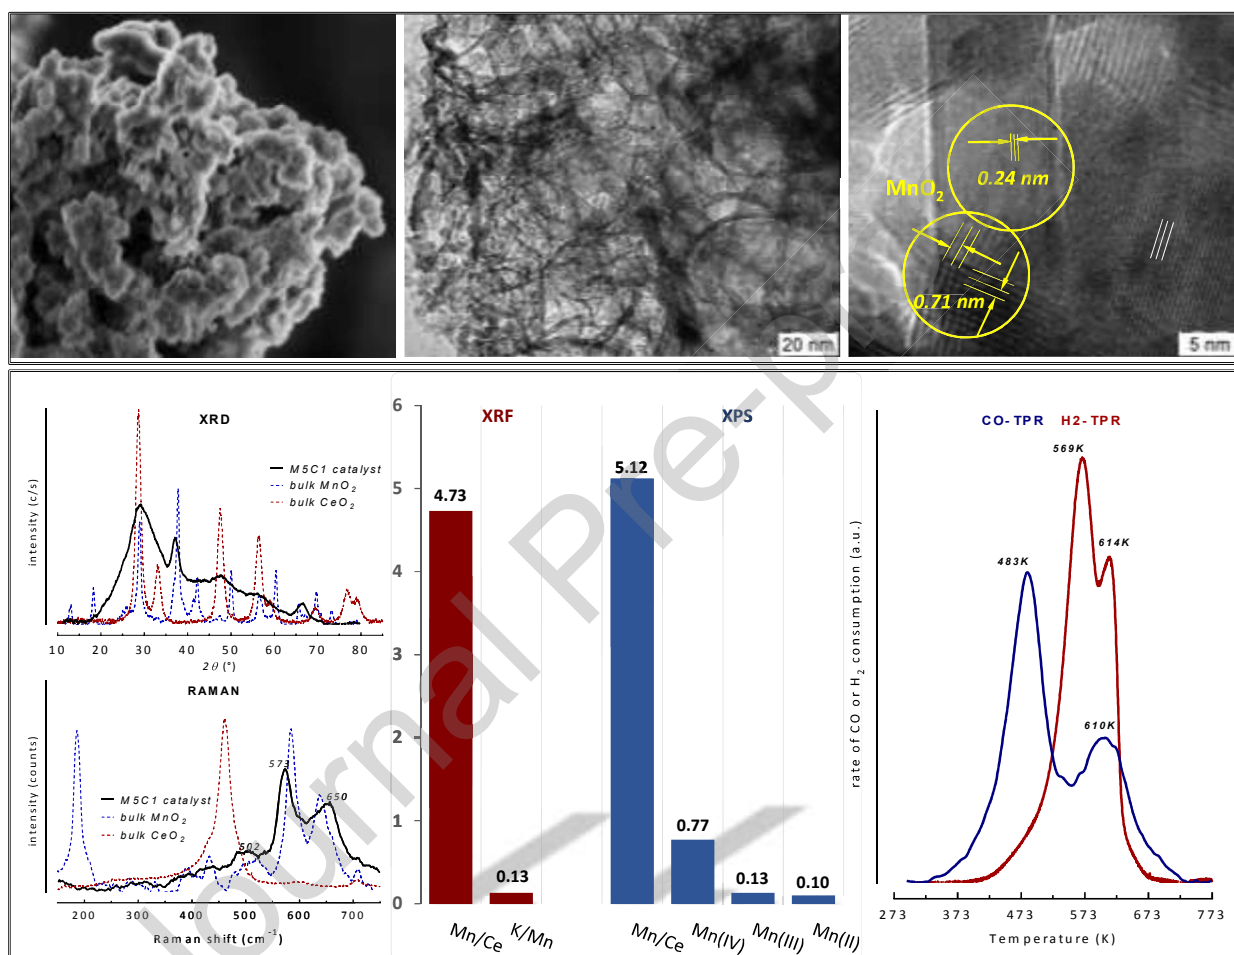 MnO2
0.24 nm
0.71 nm
20 nm
5 nm
XRD
intensity (c/s)
M5C1 catalyst
bulk MnO2
bulk CeO2
10 20 30 40 50 60 70 80
2θ (°)
RAMAN
intensity (counts)
573
650
502
M5C1 catalyst
bulk MnO2
bulk CeO2
200 300 400 500 600 700
Raman shift (cm-1)
XRF
XPS
6
5
4
3
2
1
0
4.73
0.13
5.12
0.77
0.13
0.10
Mn/Ce
K/Mn
Mn/Ce
Mn(IV)
Mn(III)
Mn(II)
CO-TPR H2-TPR
569K
614K
483K
610K
rate of CO or H2 consumption (a.u.)
273 373 473 573 673 773
Temperature (K)
Journal Pre-p